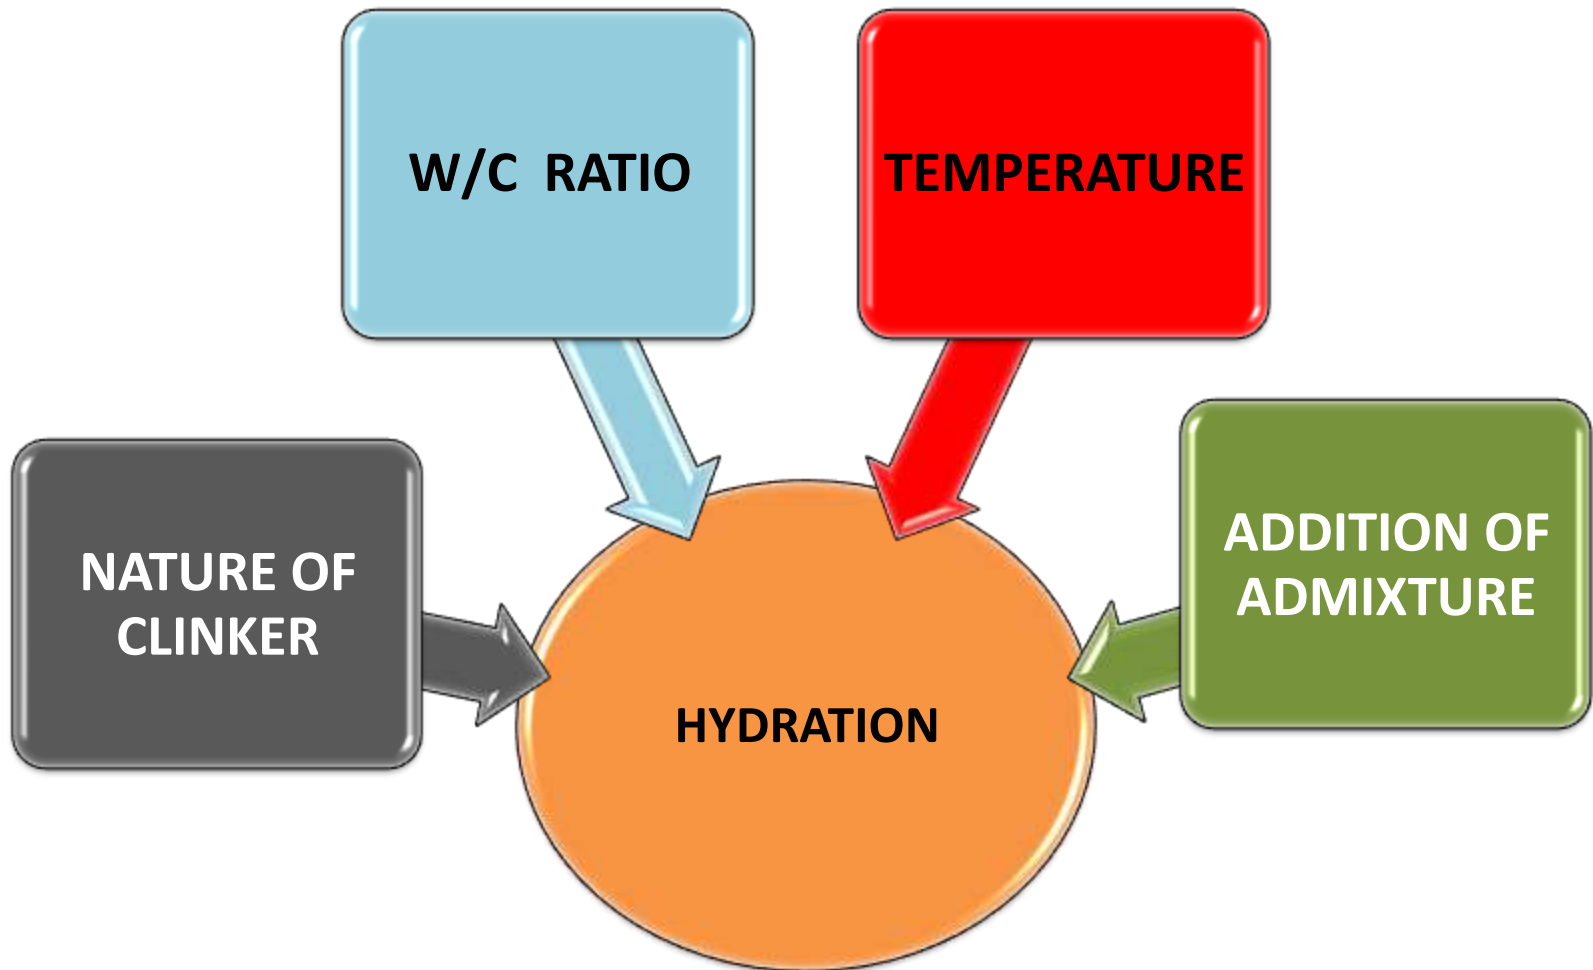 W/C RATIO
TEMPERATURE
NATURE OF
CLINKER
ADDITION OF
ADMIXTURE
HYDRATION